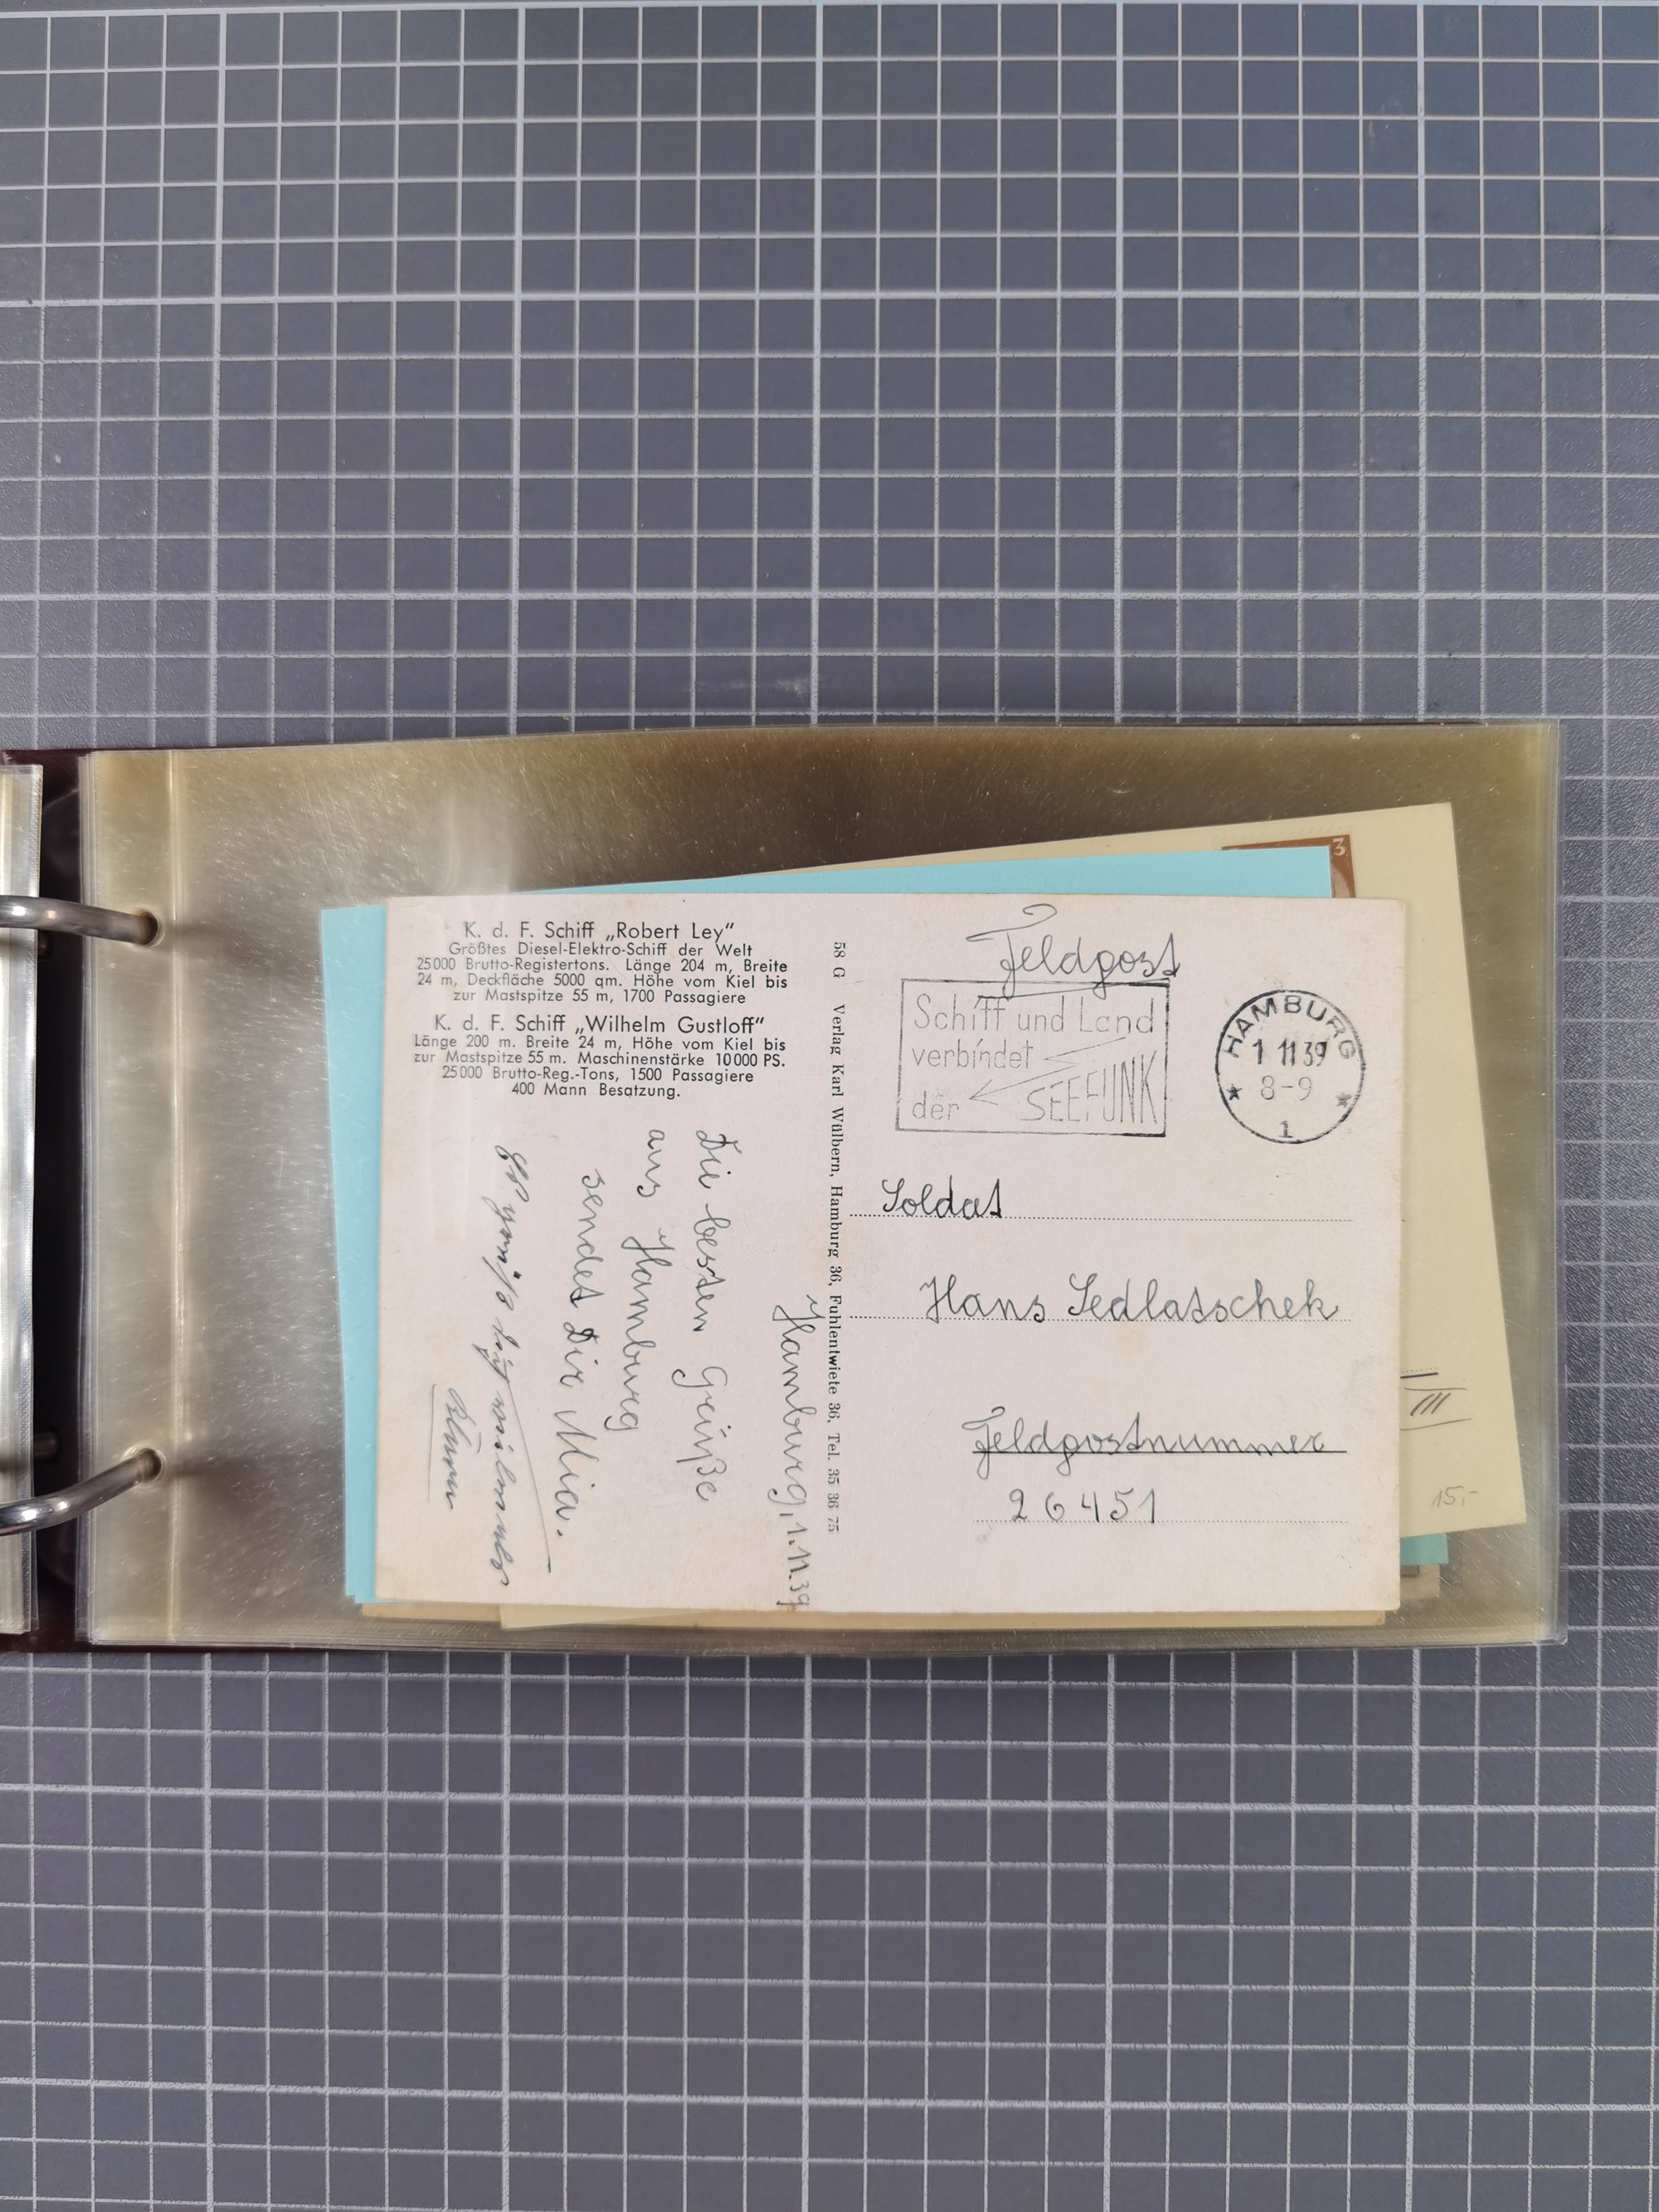 K. d. F. Schiff „Robert Ley"
Größtes Diesel-Elektro-Schiff der Welt
25000 Brutto-Registertons. Länge 204 m, Breite
24 m, Deckfläche 5000 qm. Höhe vom Kiel bis
zur Mastspitze 55 m, 1700 Passagiere
K. d. F. Schiff „Wilhelm Gustloff"
Länge 200 m. Breite 24 m, Höhe vom Kiel bis
zur Mastspitze 55 m. Maschinenstärke 10000 PS.
25000 Brutto-Reg.-Tons, 1500 Passagiere
400 Mann Besatzung.
Hamburg, 1.11.39
Die besten Grüße
aus Hamburg
sendet Dir Mia.
58 G Verlag Karl Wülbern, Hamburg 36, Fuhlentwiete 36, Tel. 35 36 75
Feldpost
Schiff und Land
verbindet
der SEEFUNK
HAMBURG
1 11 39
8-9
1
Soldat
Hans Sedlatschek
Feldpostnummer
26451
3
III
15,-